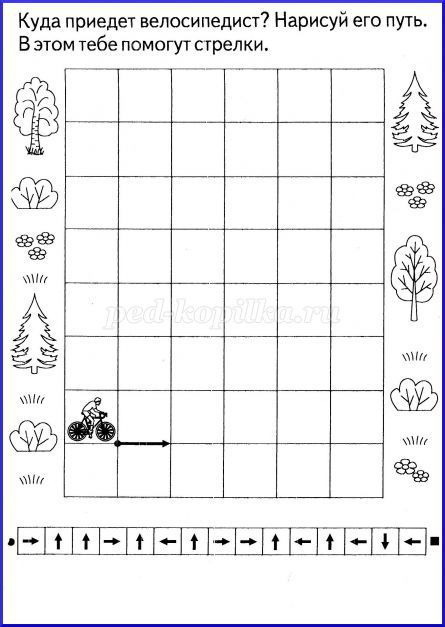 Куда приедет велосипедист? Нарисуй его путь.
В этом тебе помогут стрелки.
ped-kopilka.ru